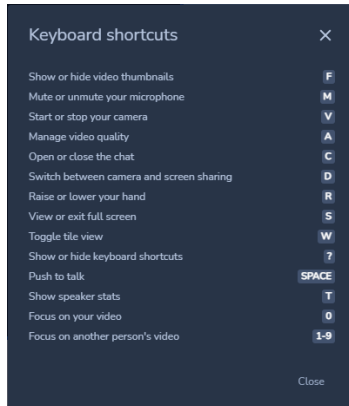 Keyboard shortcuts
Show or hide video thumbnails F
Mute or unmute your microphone M
Start or stop your camera V
Manage video quality A
Open or close the chat C
Switch between camera and screen sharing D
Raise or lower your hand R
View or exit full screen S
Toggle tile view W
Show or hide keyboard shortcuts ?
Push to talk SPACE
Show speaker stats T
Focus on your video 0
Focus on another person's video 1-9
Close